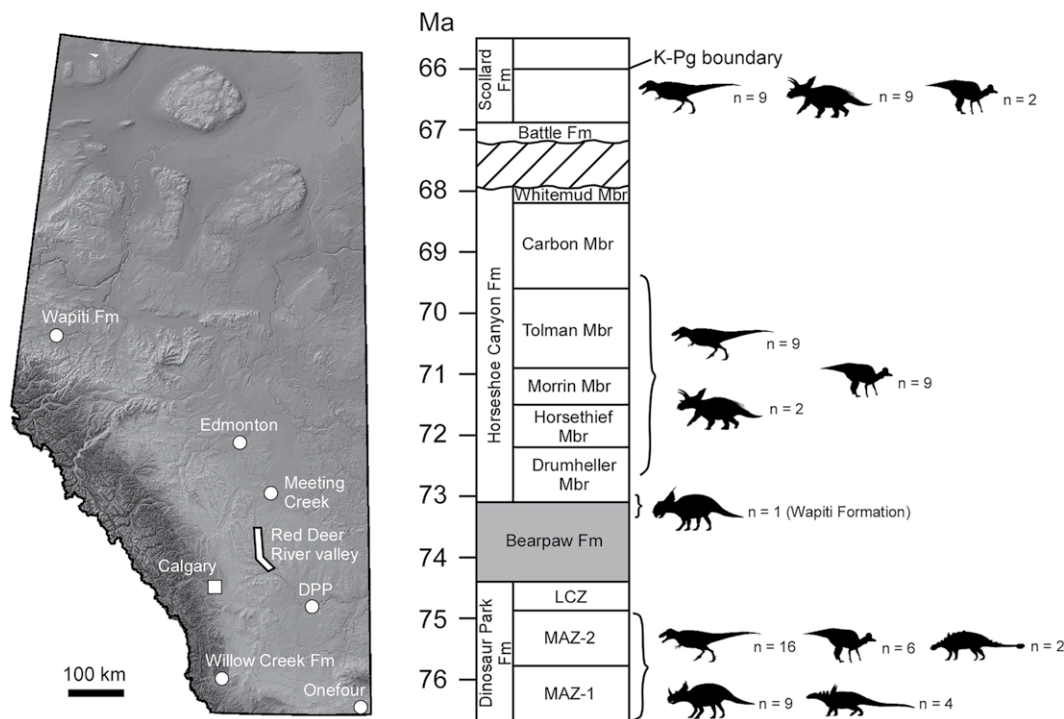 Wapiti Fm
Edmonton
Meeting
Creek
Red Deer
River valley
Calgary
DPP
Willow Creek Fm
Onefour
100 km
Ma
66
67
68
69
70
71
72
73
74
75
76
Scollard
Fm
Battle Fm
Horseshoe Canyon Fm
Whitemud Mbr
Carbon Mbr
Tolman Mbr
Morrin Mbr
Horsethief
Mbr
Drumheller
Mbr
Bearpaw Fm
Dinosaur Park
Fm
LCZ
MAZ-2
MAZ-1
K-Pg boundary
n = 9
n = 9
n = 2
n = 9
n = 9
n = 2
n = 1 (Wapiti Formation)
n = 16
n = 6
n = 2
n = 9
n = 4